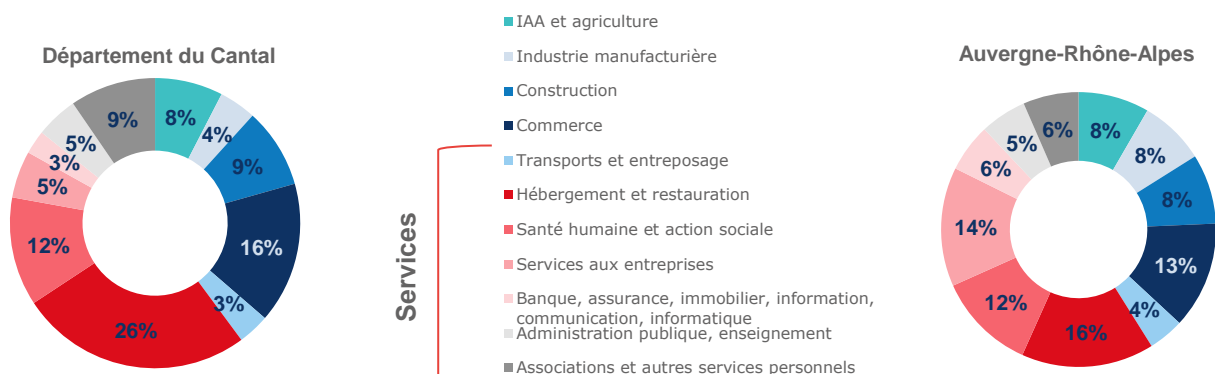 Département du Cantal
8%
4%
9%
16%
3%
26%
12%
5%
3%
5%
9%
Services
IAA et agriculture
Industrie manufacturière
Construction
Commerce
Transports et entreposage
Hébergement et restauration
Santé humaine et action sociale
Services aux entreprises
Banque, assurance, immobilier, information,
communication, informatique
Administration publique, enseignement
Associations et autres services personnels
Auvergne-Rhône-Alpes
8%
8%
8%
13%
4%
16%
12%
14%
6%
5%
6%